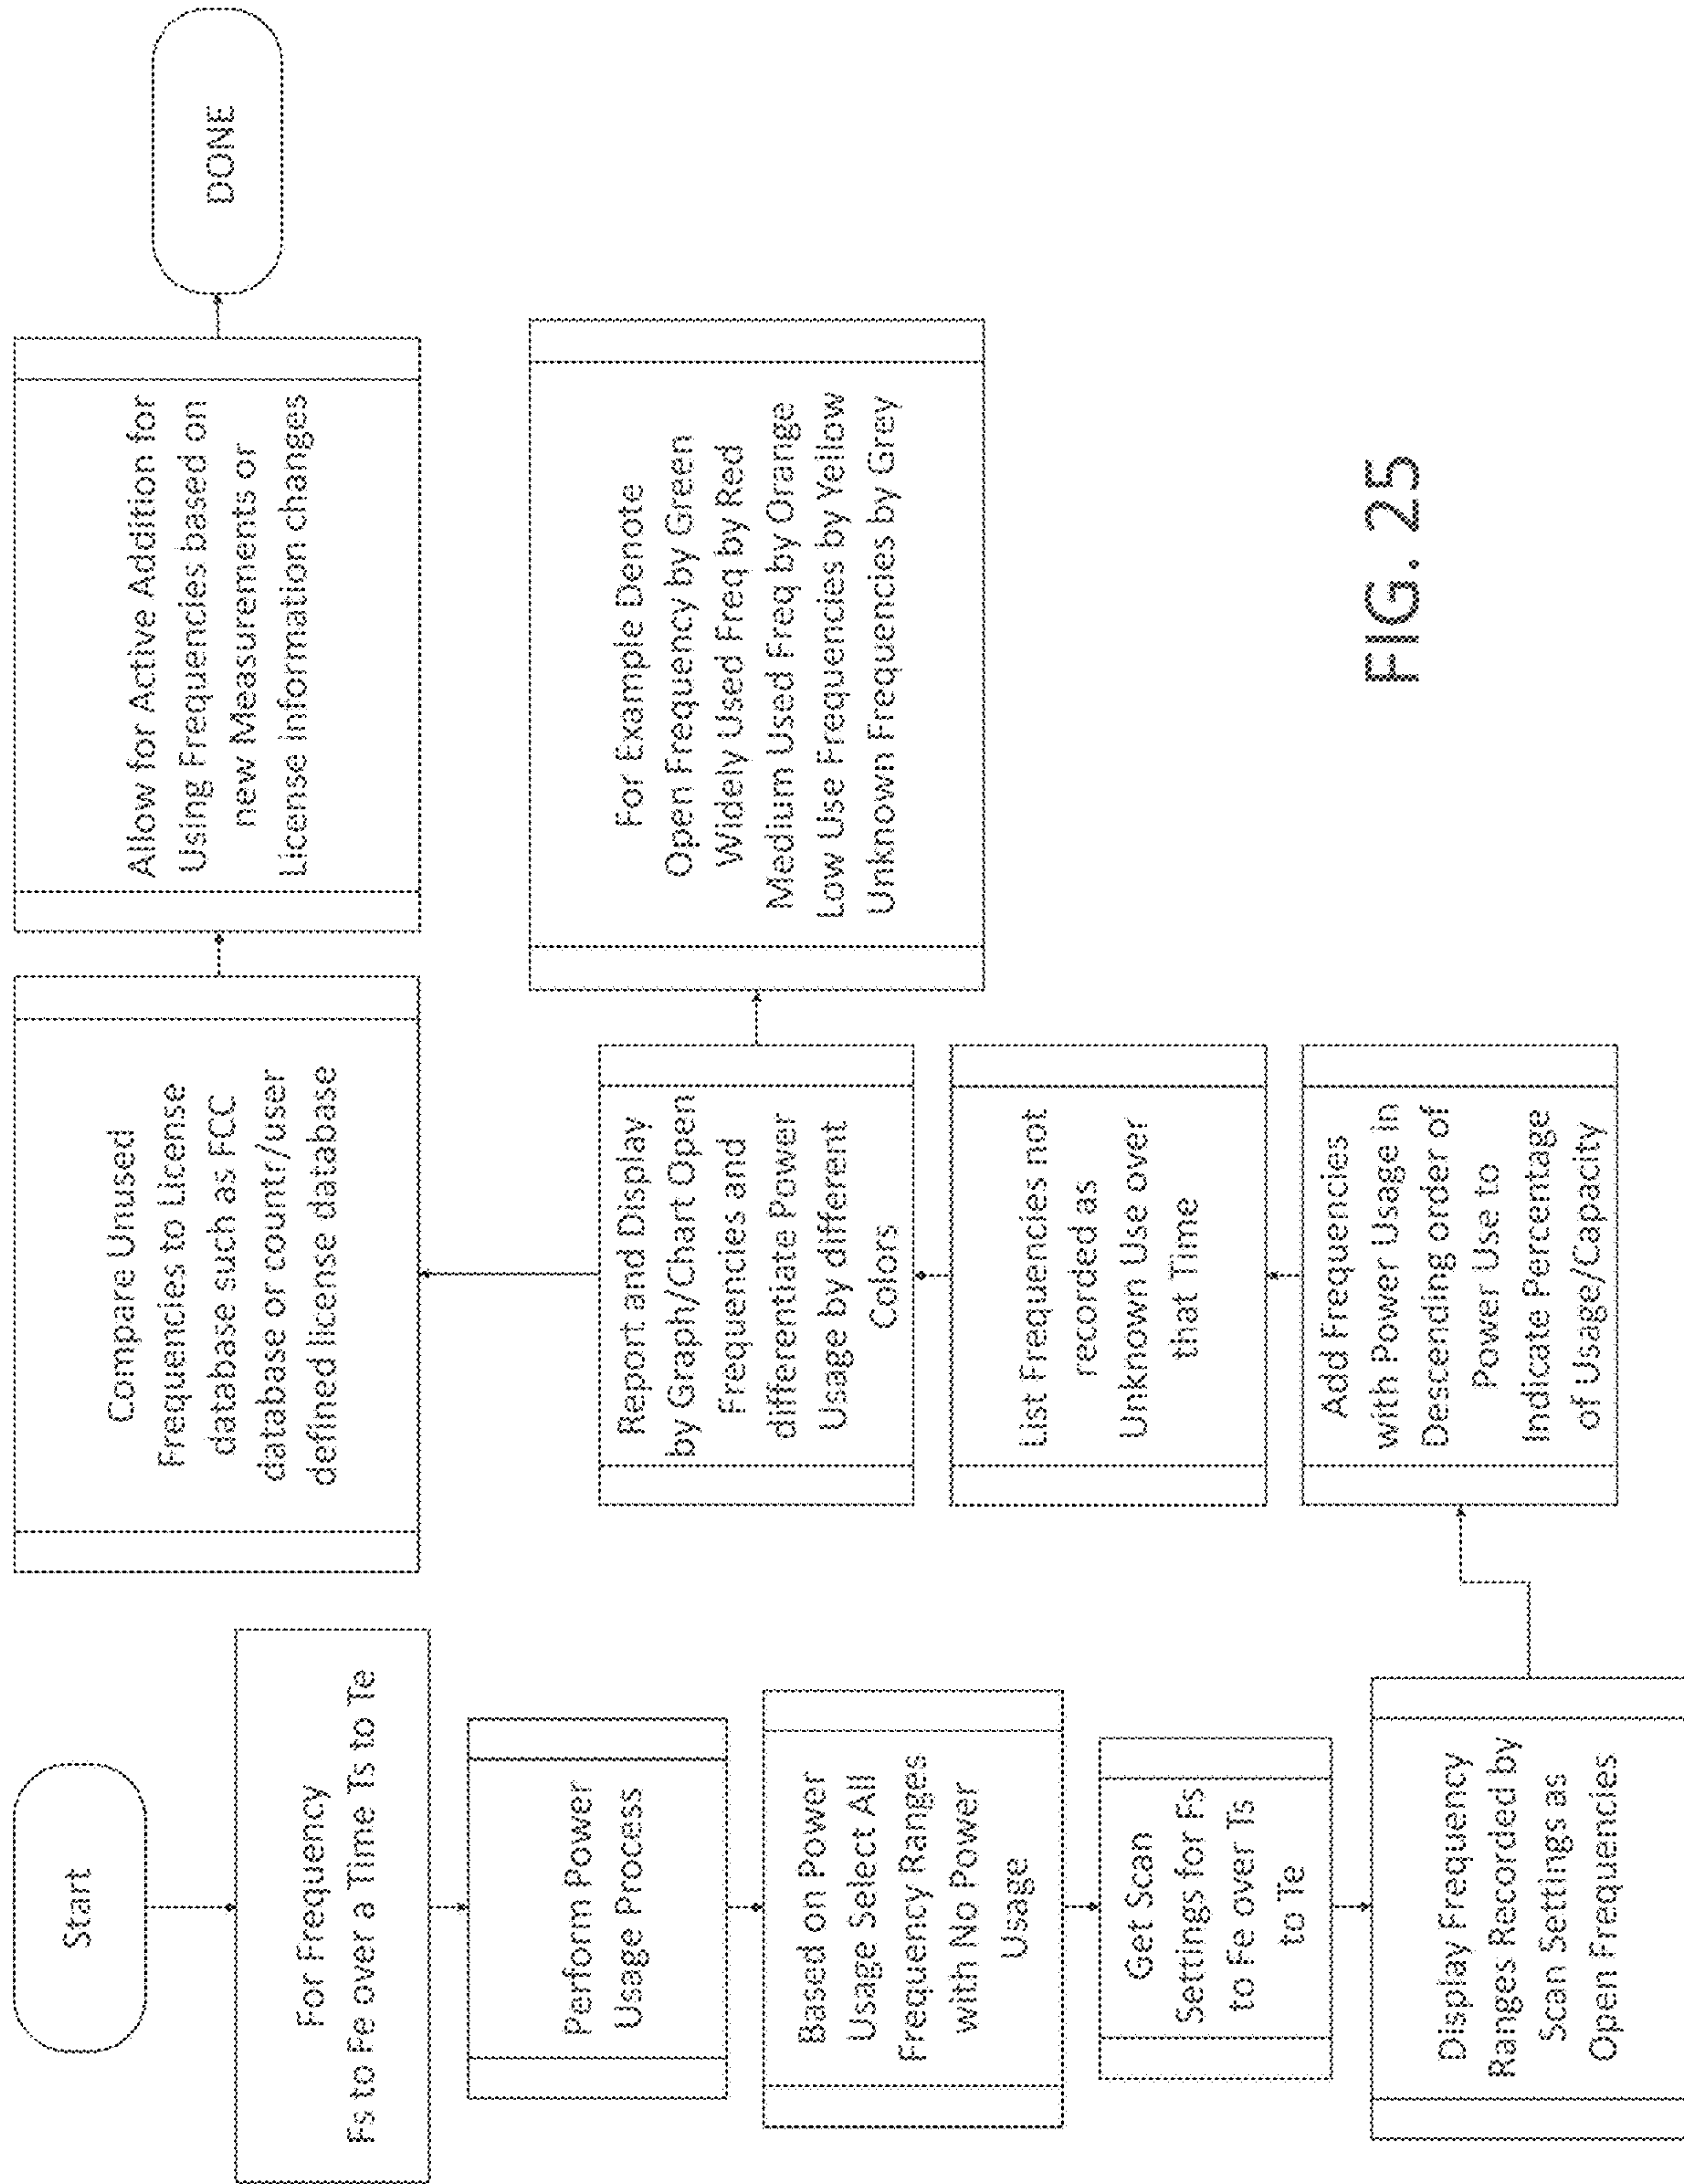 Start
For Frequency
Fs to Fe over a Time Ts to Te
Perform Power
Usage Process
Based on Power
Usage Select All
Frequency Ranges
with No Power
Usage
Get Scan
Settings for Fs
to Fe over Ts
to Te
Display Frequency
Ranges Recorded by
Scan Settings as
Open Frequencies
Add Frequencies
with Power Usage in
Descending order of
Power Use to
Indicate Percentage
of Usage/Capacity
List Frequencies not
recorded as
Unknown Use over
that Time
Report and Display
by Graph/Chart Open
Frequencies and
differentiate Power
Usage by different
Colors
For Example Denote
Open Frequency by Green
Widely Used Freq by Red
Medium Used Freq by Orange
Low Use Frequencies by Yellow
Unknown Frequencies by Grey
Compare Unused
Frequencies to License
database such as FCC
database or countr/user
defined license database
Allow for Active Addition for
Using Frequencies based on
new Measurements or
License Information changes
DONE
FIG. 25